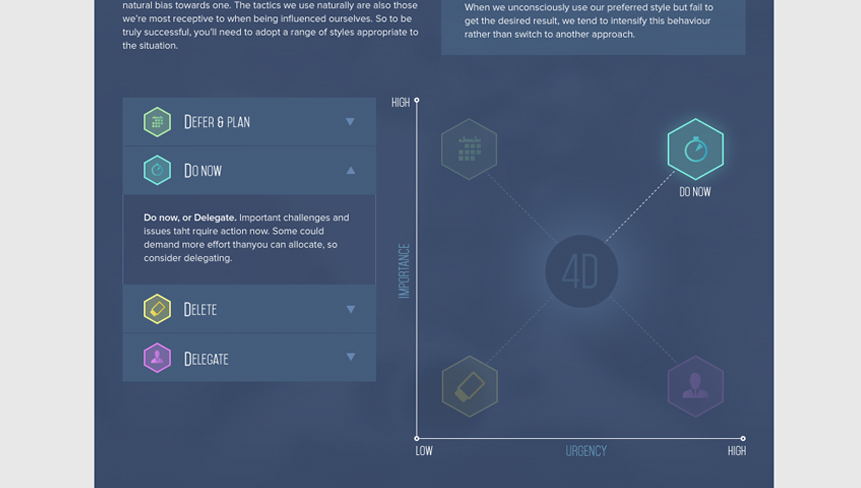 natural bias towards one. The tactics we use naturally are also those
we're most receptive to when being influenced ourselves. So to be
truly successful, you'll need to adopt a range of styles appropriate to
the situation.
When we unconsciously use our preferred style but fail to
get the desired result, we tend to intensify this behaviour
rather than switch to another approach.
DEFER & PLAN
DO NOW
Do now, or Delegate. Important challenges and
issues taht rquire action now. Some could
demand more effort thanyou can allocate, so
consider delegating.
DELETE
DELEGATE
HIGH
IMPORTANCE
DO NOW
4D
LOW
URGENCY
HIGH